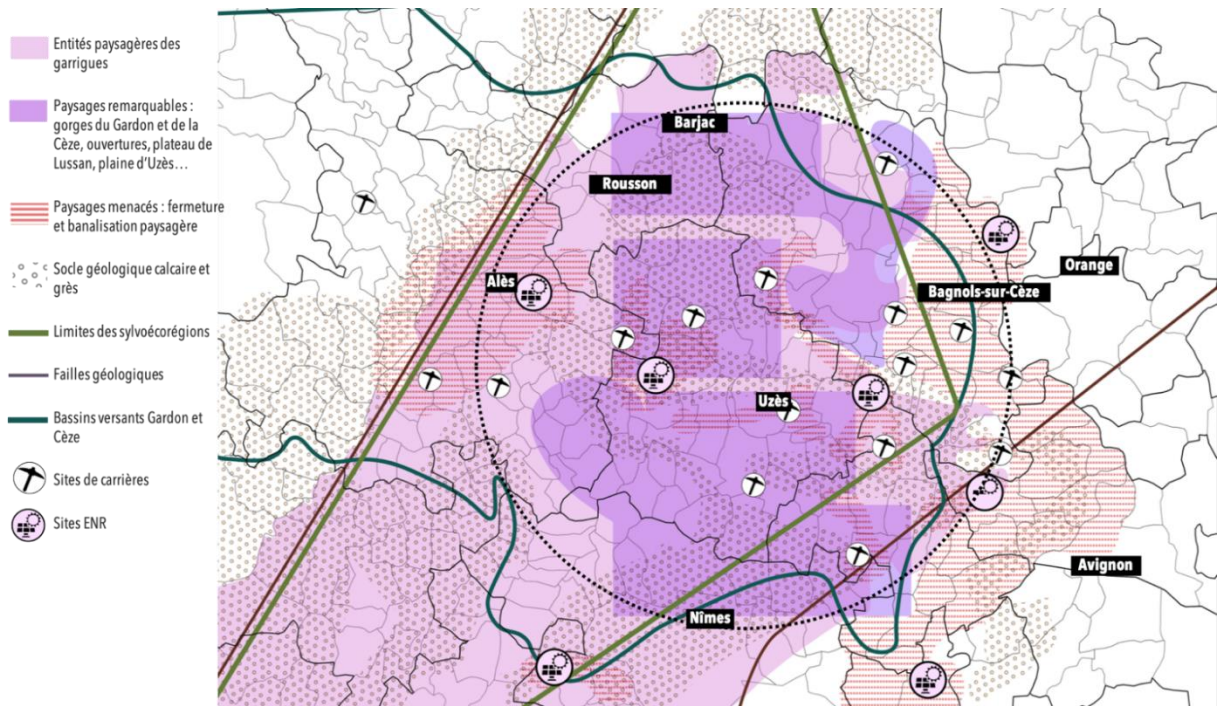 Entités paysagères des
garrigues
Paysages remarquables :
gorges du Gardon et de la
Cèze, ouvertures, plateau de
Lussan, plaine d'Uzès…
Paysages menacés : fermeture
et banalisation paysagère
Socle géologique calcaire et
grès
Limites des sylvoécorégions
Failles géologiques
Bassins versants Gardon et
Cèze
Sites de carrières
Sites ENR
Barjac
Rousson
Alès
Orange
Bagnols-sur-Cèze
Uzès
Avignon
Nîmes